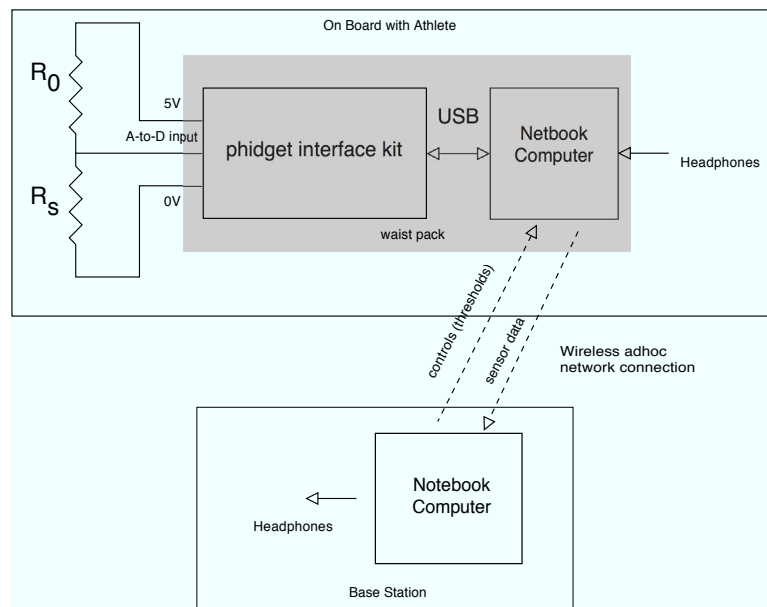 On Board with Athlete
R0
5V
A-to-D input
phidget interface kit
USB
Netbook
Computer
Headphones
Rs
0V
waist pack
controls (thresholds)
sensor data
Wireless adhoc
network connection
Notebook
Computer
Headphones
Base Station